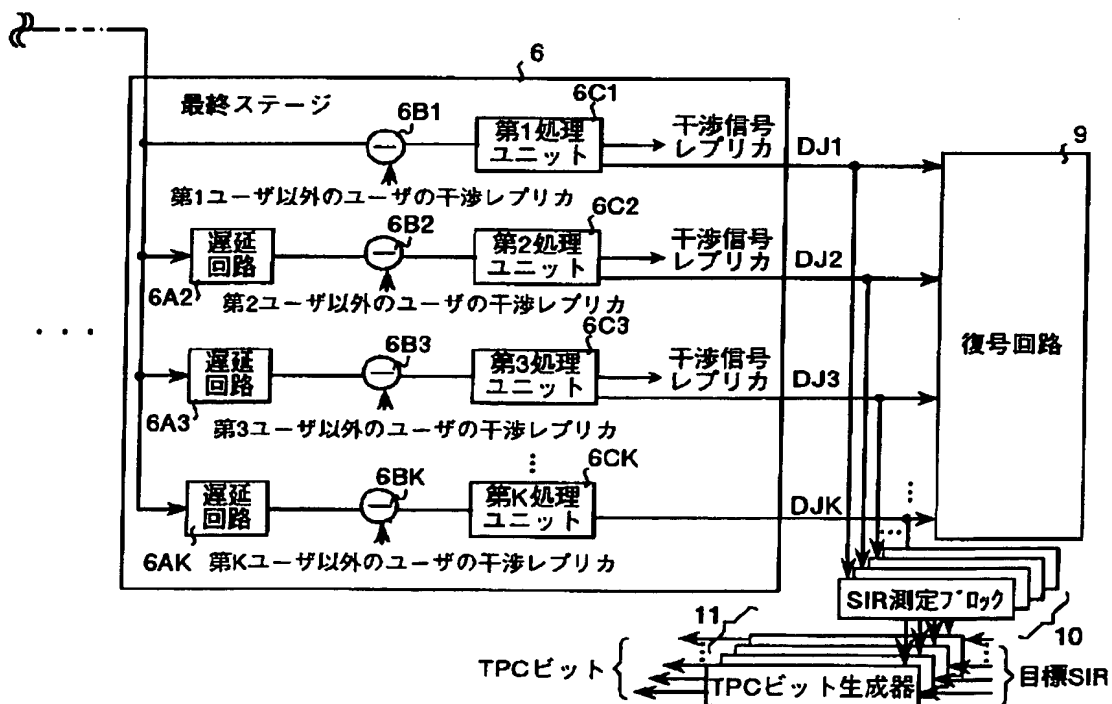 6
最終ステージ
6B1
6C1
第1処理
ユニット
干渉信号
レプリカ
DJ1
9
第1ユーザ以外のユーザの干渉レプリカ
遅延
回路
6A2
6B2
6C2
第2処理
ユニット
干渉信号
レプリカ
DJ2
第2ユーザ以外のユーザの干渉レプリカ
...
復号回路
遅延
回路
6A3
6B3
6C3
第3処理
ユニット
干渉信号
レプリカ
DJ3
第3ユーザ以外のユーザの干渉レプリカ
遅延
回路
6AK
6BK
6CK
第K処理
ユニット
DJK
第Kユーザ以外のユーザの干渉レプリカ
SIR測定ブロック
10
11
TPCビット
TPCビット生成器
目標SIR